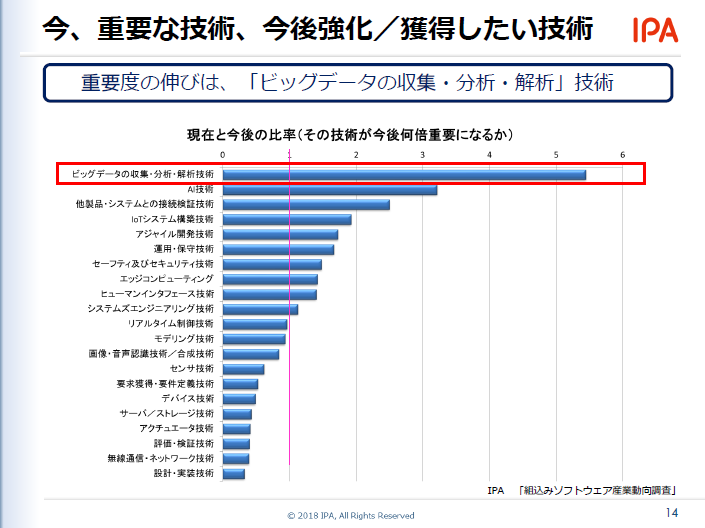 今、重要な技術、今後強化／獲得したい技術
IPA
重要度の伸びは、「ビッグデータの収集・分析・解析」技術
現在と今後の比率（その技術が今後何倍重要になるか）
0 1 2 3 4 5 6
ビッグデータの収集・分析・解析技術
AI技術
他製品・システムとの接続検証技術
IoTシステム構築技術
アジャイル開発技術
運用・保守技術
セーフティ及びセキュリティ技術
エッジコンピューティング
ヒューマンインタフェース技術
システムズエンジニアリング技術
リアルタイム制御技術
モデリング技術
画像・音声認識技術／合成技術
センサ技術
要求獲得・要件定義技術
デバイス技術
サーバ／ストレージ技術
アクチュエータ技術
評価・検証技術
無線通信・ネットワーク技術
設計・実装技術
IPA 「組込みソフトウェア産業動向調査」
© 2018 IPA, All Rights Reserved
14